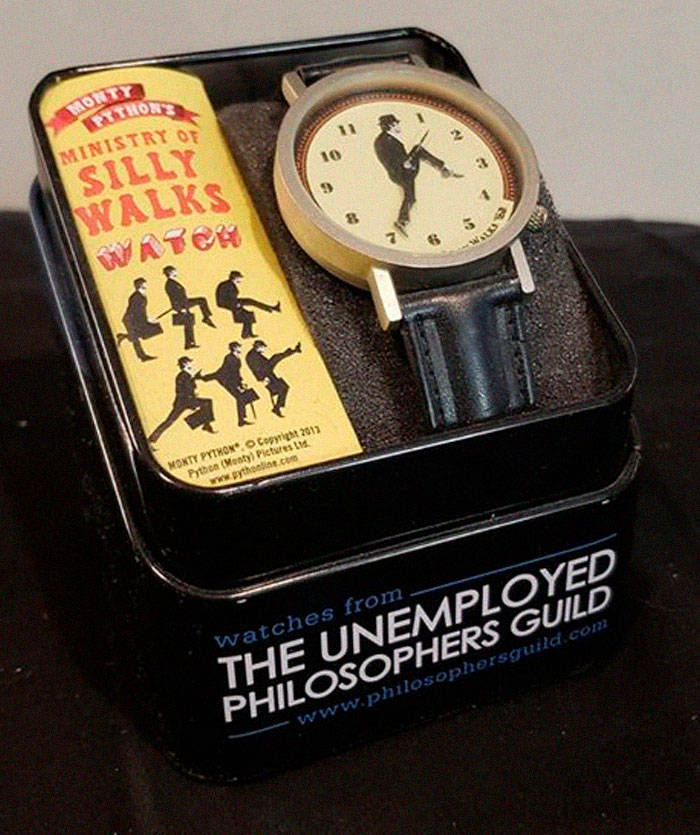 MONTY
PYTHON'S
MINISTRY OF
SILLY
WALKS
WATCH
MONTY PYTHON®, © Copyright 2013
Python (Monty) Pictures Ltd.
www.pythonline.com
11
1
2
10
3
9
4
8
5
7
6
WALKS
watches from
THE UNEMPLOYED
PHILOSOPHERS GUILD
www.philosophersguild.com